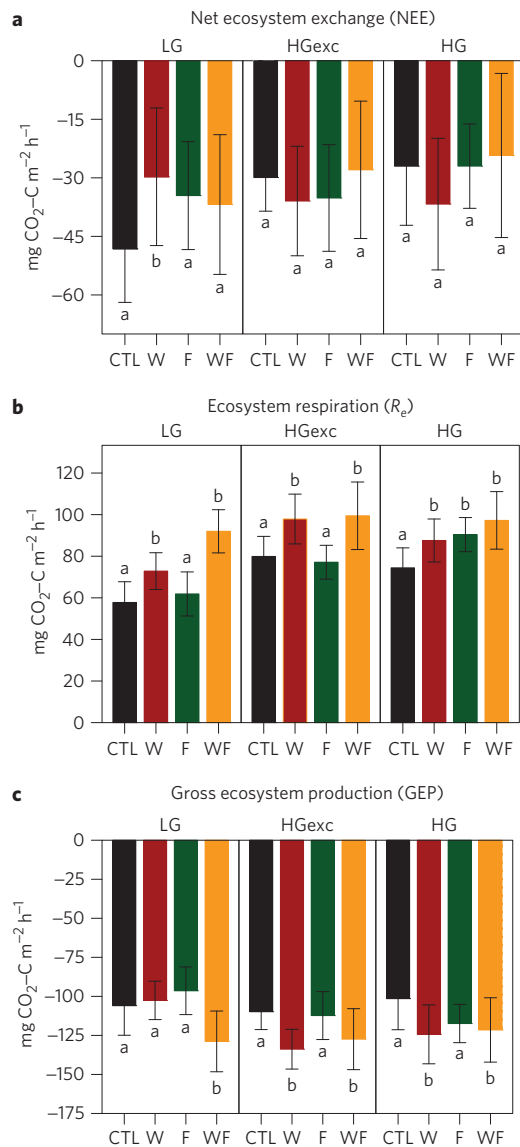 a Net ecosystem exchange (NEE)
LG HGexc HG
0
−15
−30
−45
−60
mg CO₂–C m⁻² h⁻¹
a b a a a a a a a a a a
CTL W F WF CTL W F WF CTL W F WF
b Ecosystem respiration (Rₑ)
LG HGexc HG
120
100
80
60
40
20
0
mg CO₂–C m⁻² h⁻¹
a b a b a b a b a b b b
CTL W F WF CTL W F WF CTL W F WF
c Gross ecosystem production (GEP)
LG HGexc HG
0
−25
−50
−75
−100
−125
−150
−175
mg CO₂–C m⁻² h⁻¹
a a a b a b a b a b a b
CTL W F WF CTL W F WF CTL W F WF